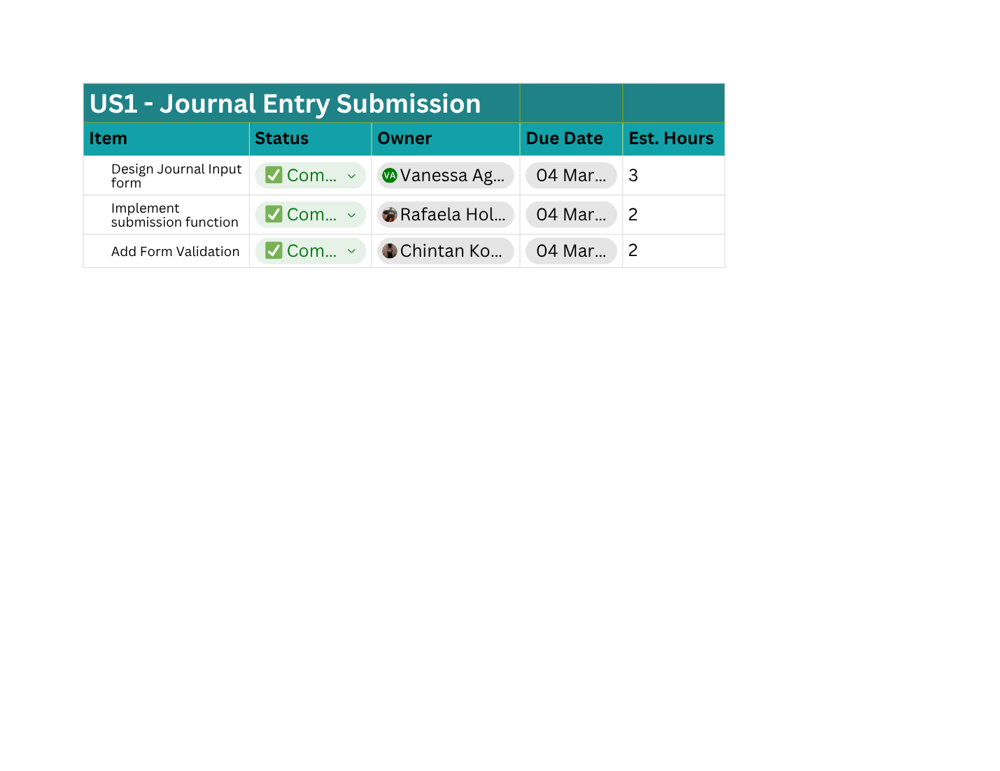 US1 - Journal Entry Submission
Item Status Owner Due Date Est. Hours
Design Journal Input
form
✅ Com... VA Vanessa Ag... 04 Mar... 3
Implement
submission function
✅ Com... Rafaela Hol... 04 Mar... 2
Add Form Validation ✅ Com... Chintan Ko... 04 Mar... 2